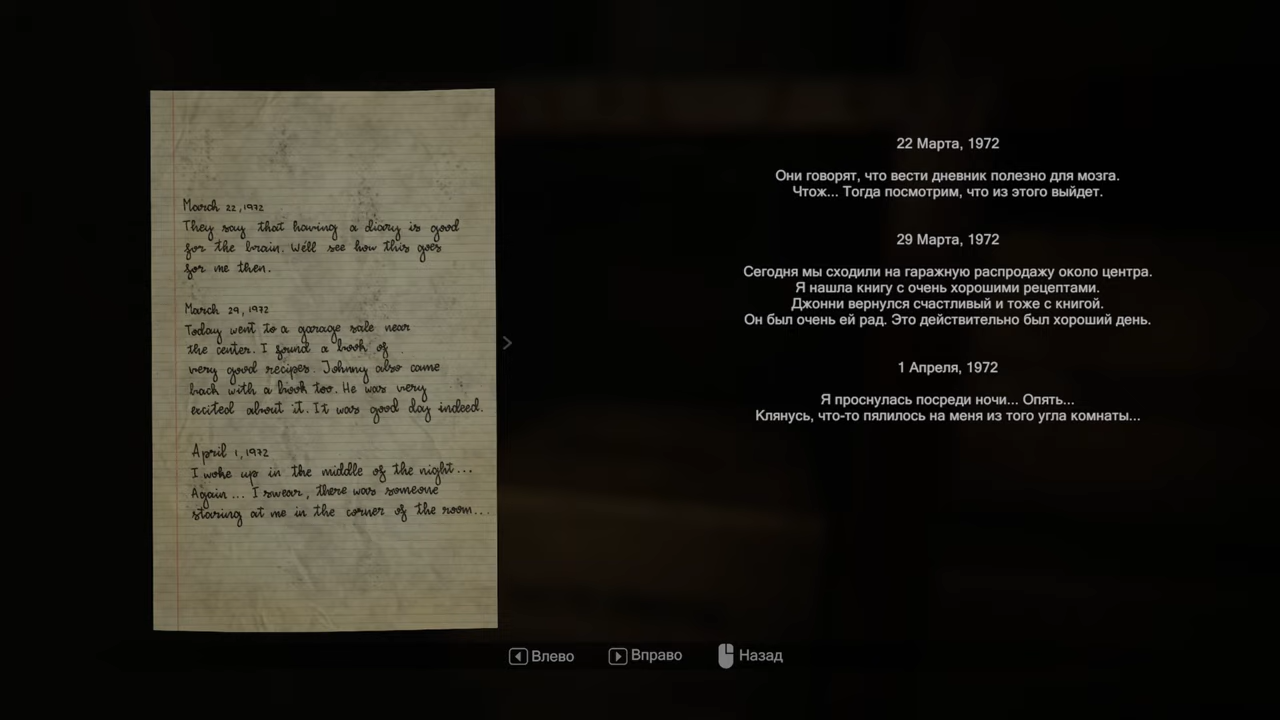 March 22, 1972
They say that having a diary is good
for the brain. We'll see how this goes
for me then.
March 29, 1972
Today went to a garage sale near
the center. I found a book of
very good recipes. Johnny also came
back with a book too. He was very
excited about it. It was good day indeed.
April 1, 1972
I woke up in the middle of the night...
Again... I swear, there was someone
staring at me in the corner of the room...
22 Марта, 1972
Они говорят, что вести дневник полезно для мозга.
Чтож... Тогда посмотрим, что из этого выйдет.
29 Марта, 1972
Сегодня мы сходили на гаражную распродажу около центра.
Я нашла книгу с очень хорошими рецептами.
Джонни вернулся счастливый и тоже с книгой.
Он был очень ей рад. Это действительно был хороший день.
1 Апреля, 1972
Я проснулась посреди ночи... Опять...
Клянусь, что-то пялилось на меня из того угла комнаты...
Влево
Вправо
Назад